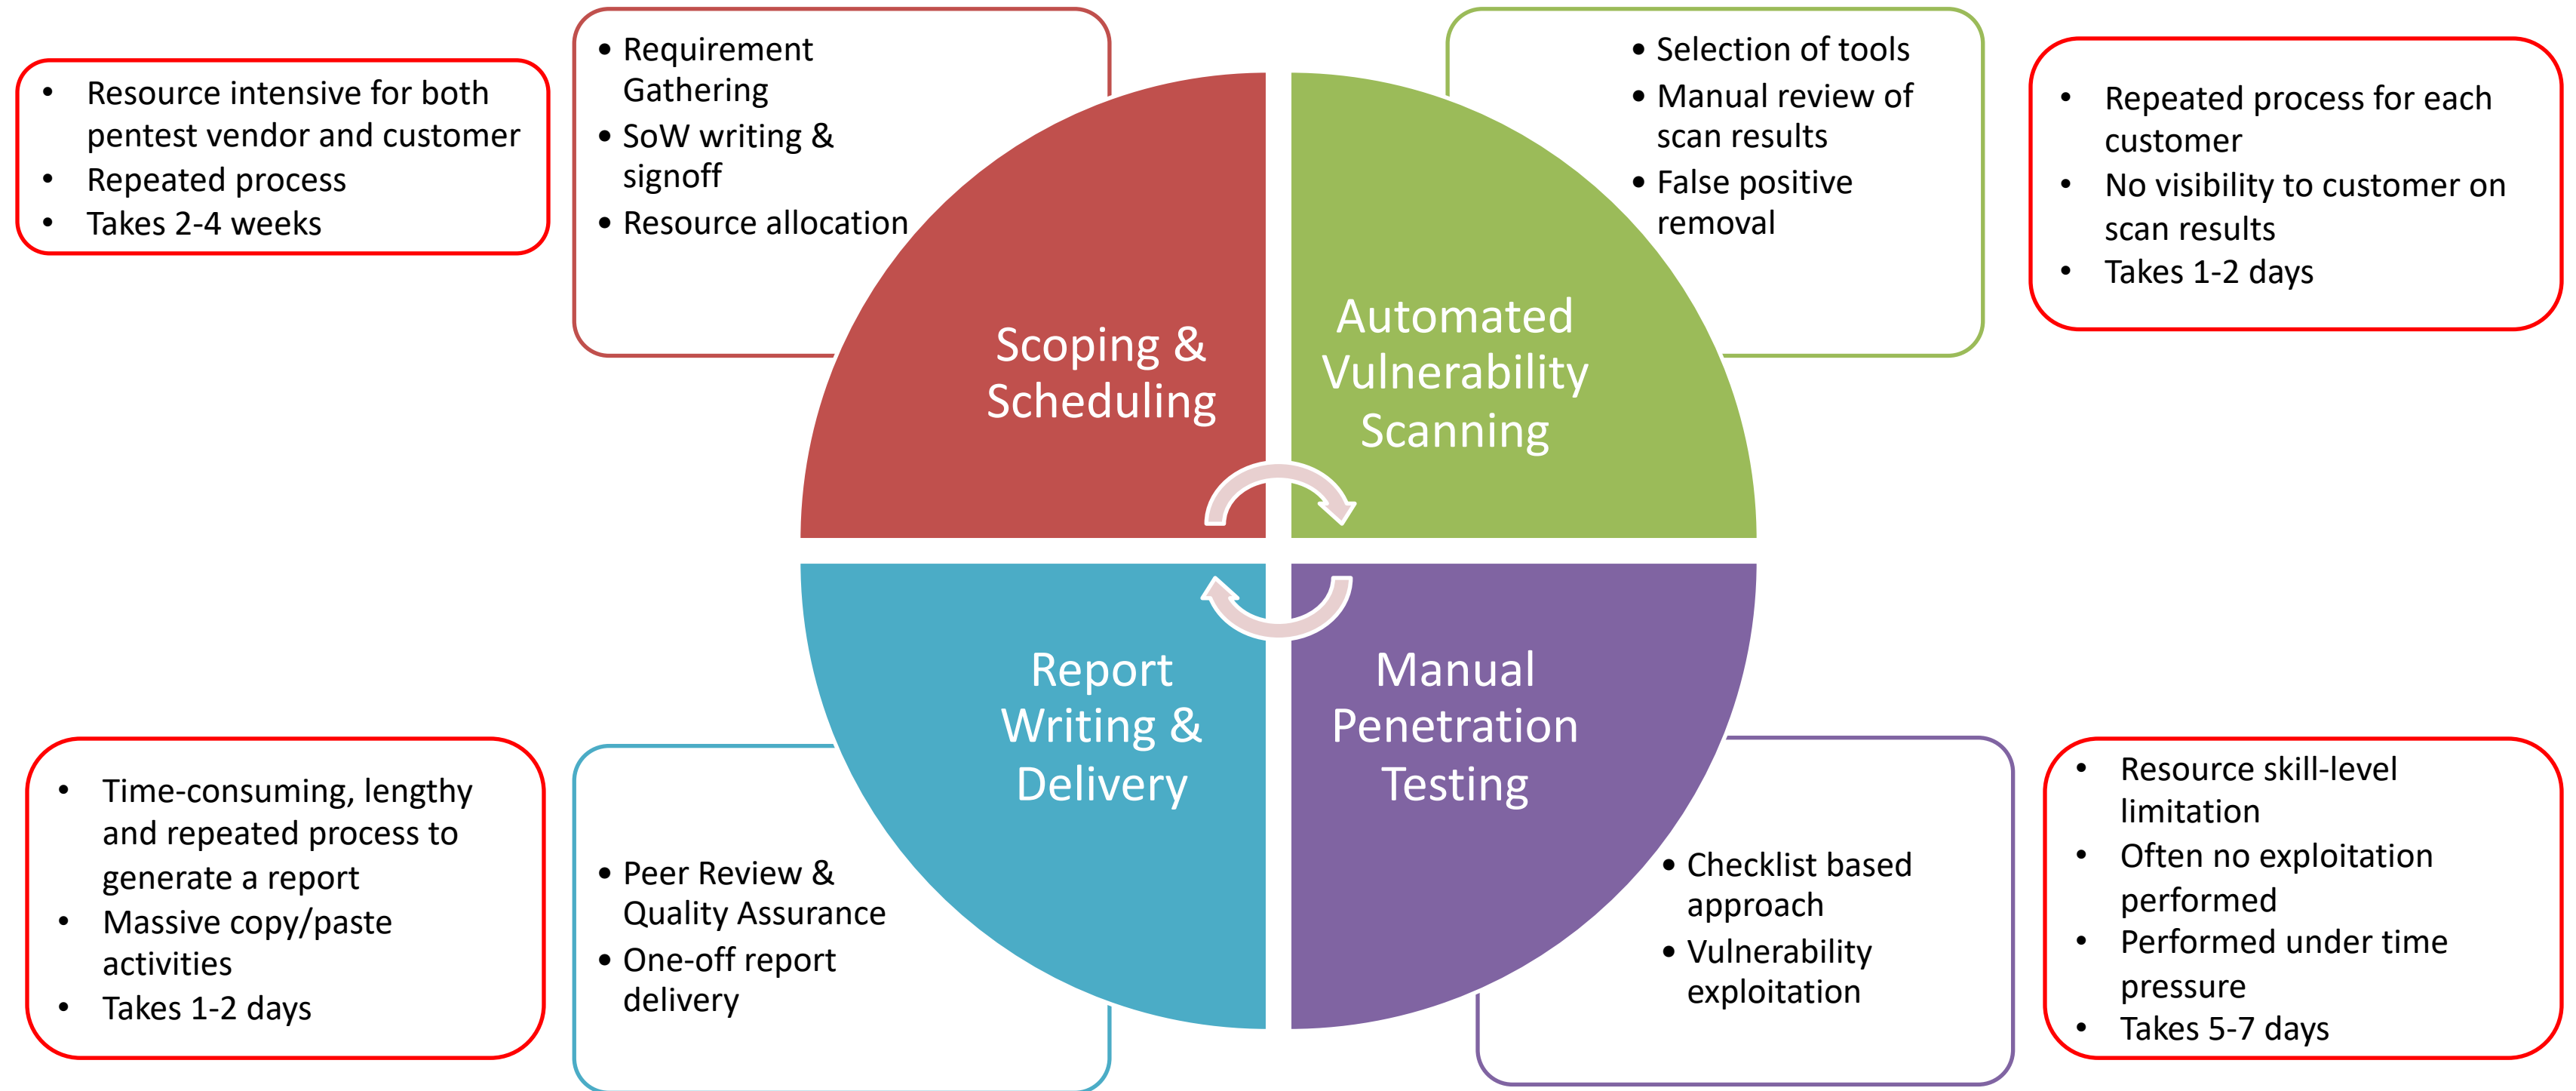 • Resource intensive for both
pentest vendor and customer
• Repeated process
• Takes 2-4 weeks
• Requirement
Gathering
• SoW writing &
signoff
• Resource allocation
• Selection of tools
• Manual review of
scan results
• False positive
removal
• Repeated process for each
customer
• No visibility to customer on
scan results
• Takes 1-2 days
Scoping &
Scheduling
Automated
Vulnerability
Scanning
Report
Writing &
Delivery
Manual
Penetration
Testing
• Time-consuming, lengthy
and repeated process to
generate a report
• Massive copy/paste
activities
• Takes 1-2 days
• Peer Review &
Quality Assurance
• One-off report
delivery
• Checklist based
approach
• Vulnerability
exploitation
• Resource skill-level
limitation
• Often no exploitation
performed
• Performed under time
pressure
• Takes 5-7 days